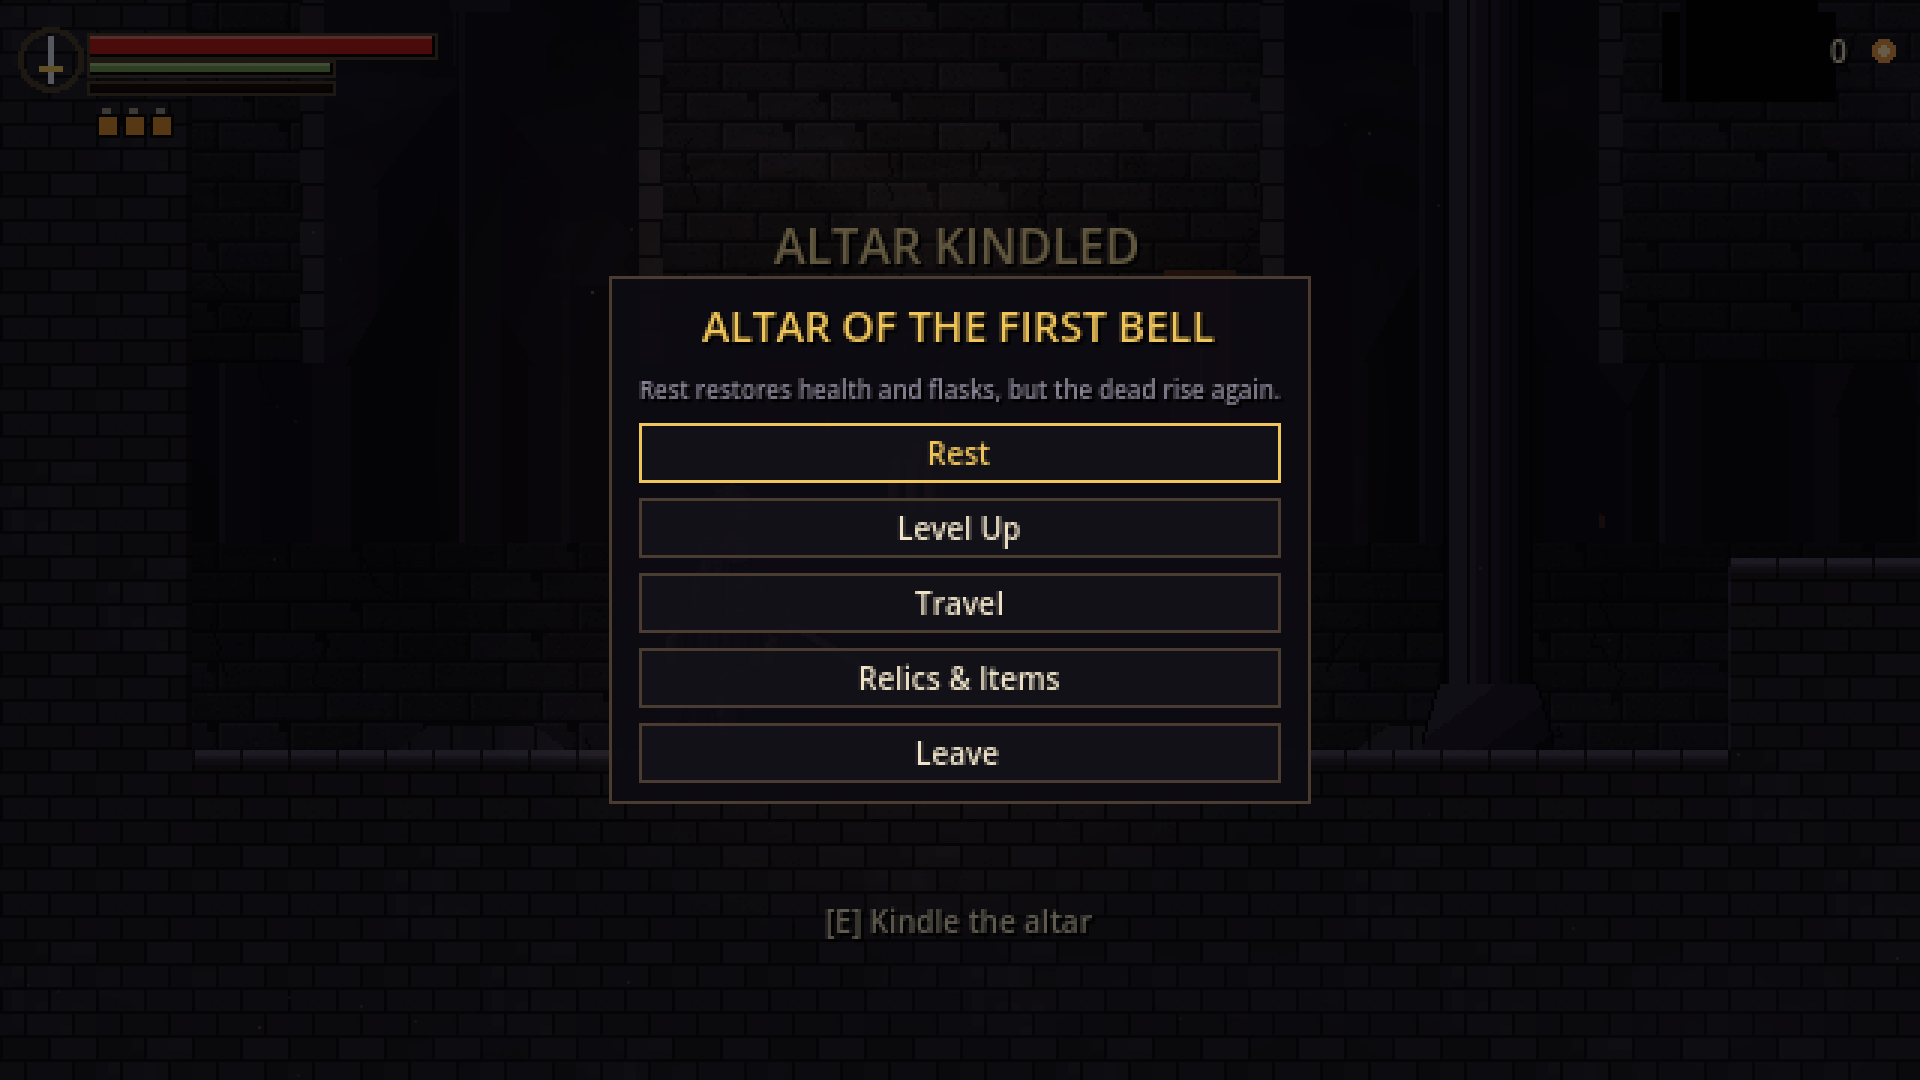 0
ALTAR KINDLED
ALTAR OF THE FIRST BELL
Rest restores health and flasks, but the dead rise again.
Rest
Level Up
Travel
Relics & Items
Leave
[E] Kindle the altar